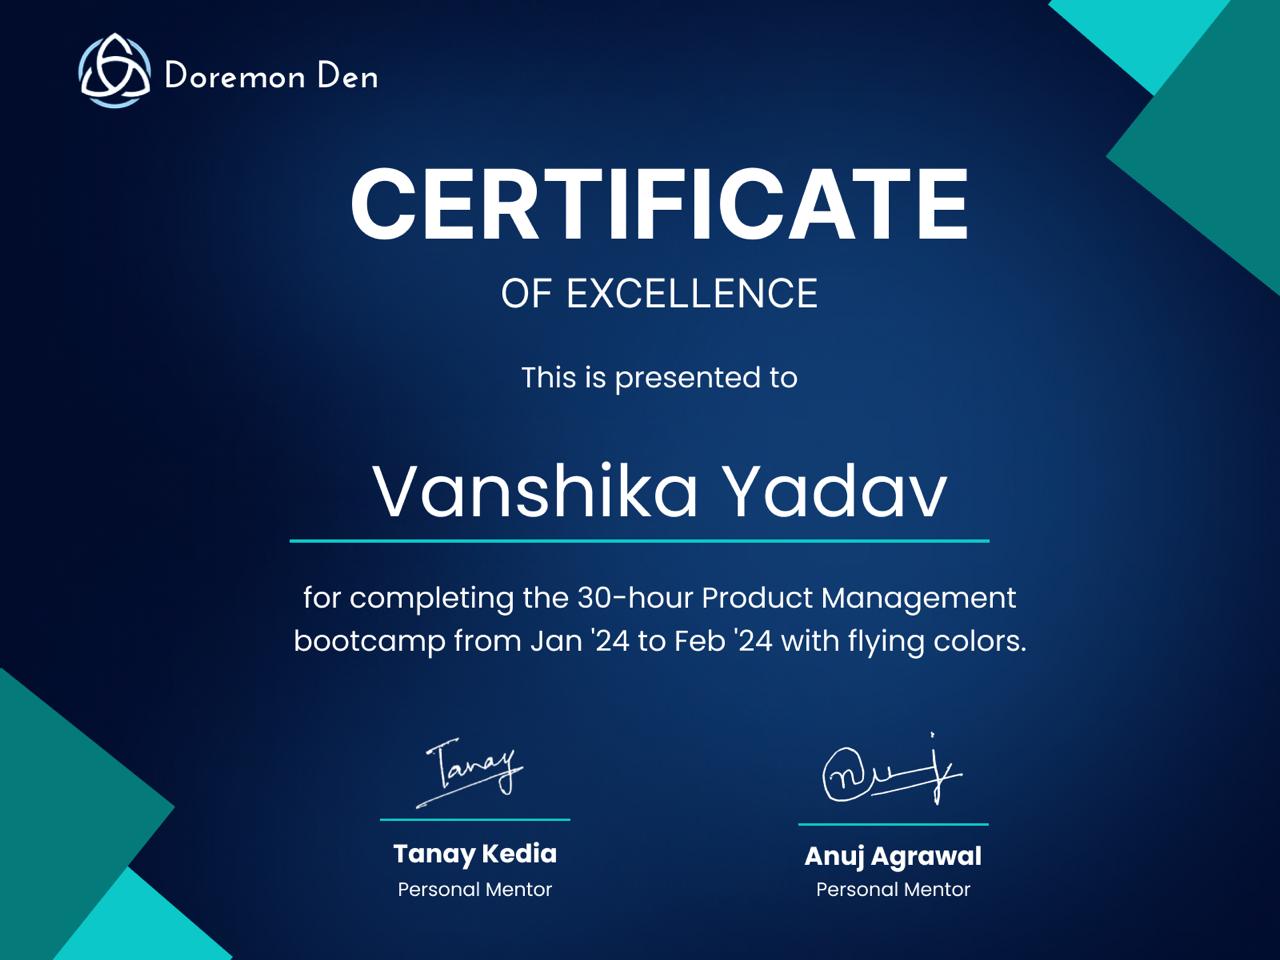 Doremon Den
CERTIFICATE
OF EXCELLENCE
This is presented to
Vanshika Yadav
for completing the 30-hour Product Management
bootcamp from Jan '24 to Feb '24 with flying colors.
Tanay
Anuj
Tanay Kedia
Anuj Agrawal
Personal Mentor
Personal Mentor